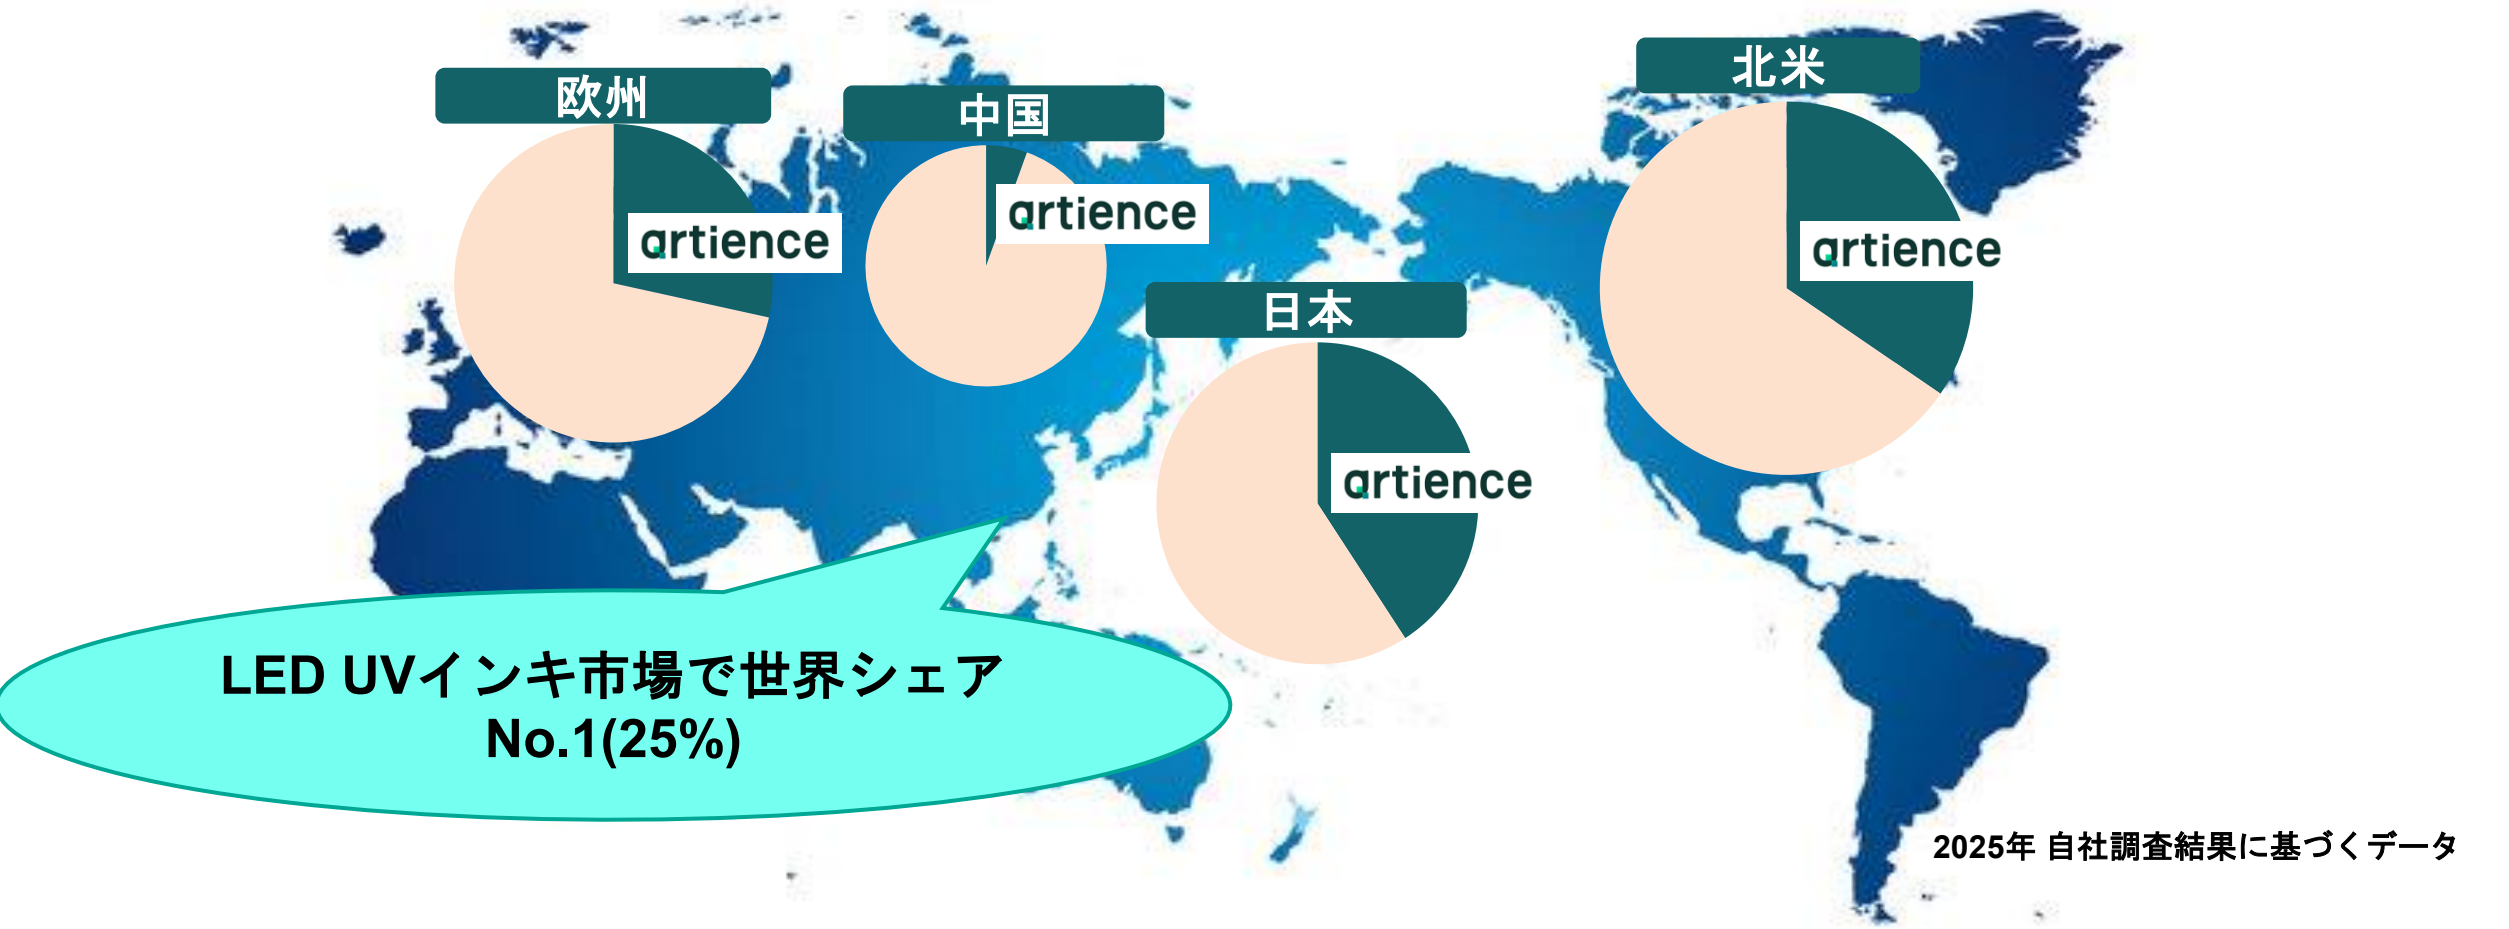 欧州
artience
中国
artience
日本
artience
北米
artience
LED UVインキ市場で世界シェア
No.1(25%)
2025年 自社調査結果に基づくデータ